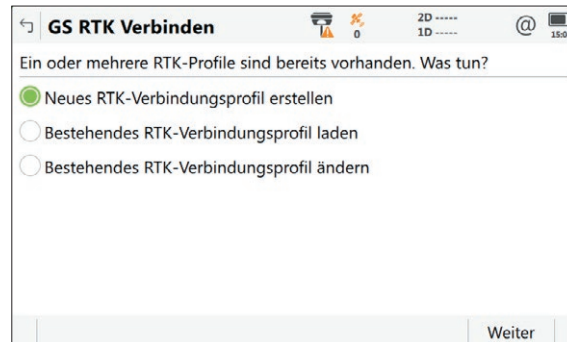 GS RTK Verbinden
0
2D -----
1D -----
@
Ein oder mehrere RTK-Profile sind bereits vorhanden. Was tun?
Neues RTK-Verbindungsprofil erstellen
Bestehendes RTK-Verbindungsprofil laden
Bestehendes RTK-Verbindungsprofil ändern
Weiter